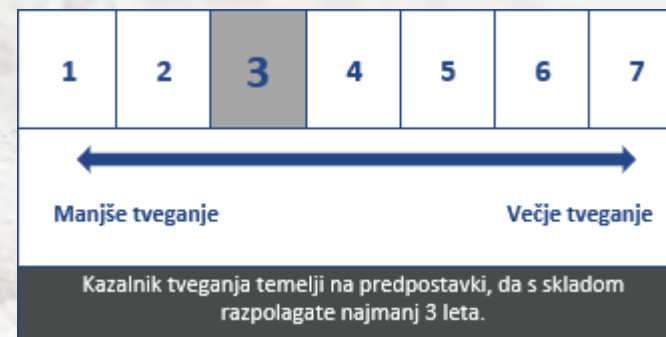 1 2 3 4 5 6 7
Manjše tveganje Večje tveganje
Kazalnik tveganja temelji na predpostavki, da s skladom
razpolagate najmanj 3 leta.